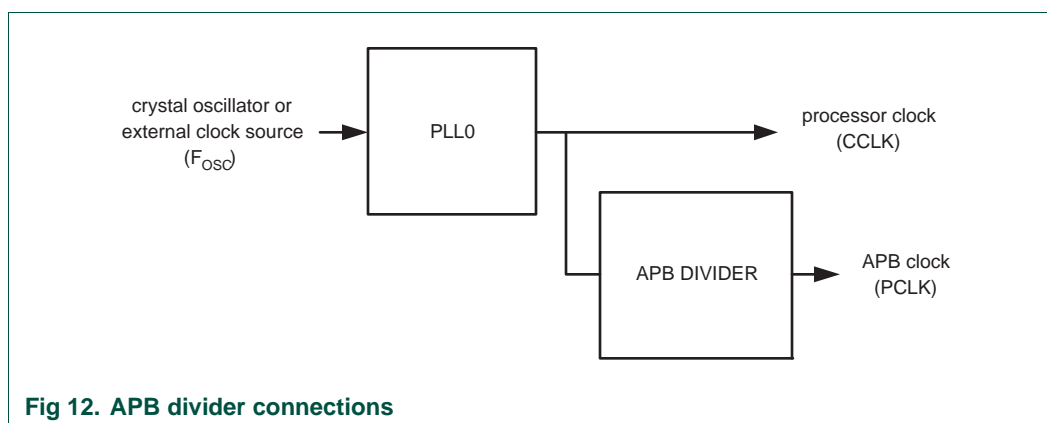 crystal oscillator or
external clock source
(FOSC)
PLL0
processor clock
(CCLK)
APB DIVIDER
APB clock
(PCLK)
Fig 12. APB divider connections